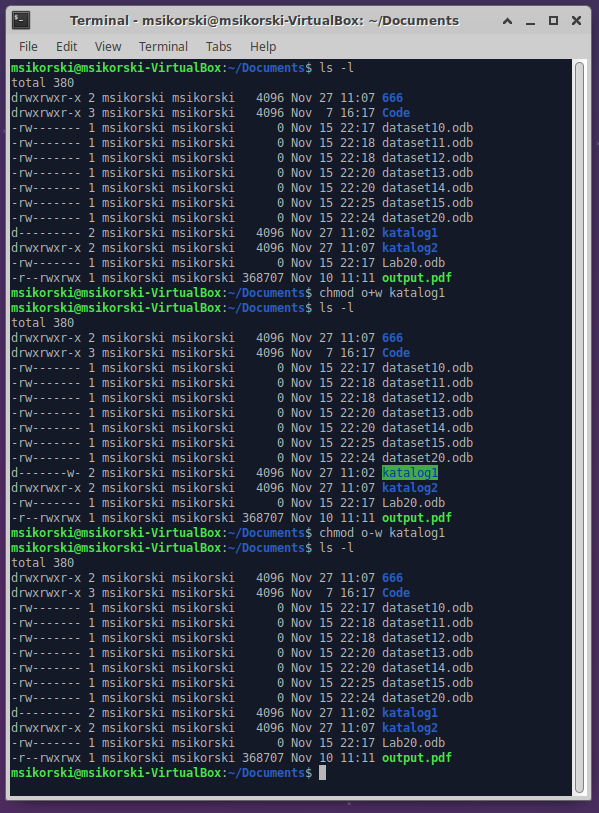 Terminal - msikorski@msikorski-VirtualBox: ~/Documents
File Edit View Terminal Tabs Help
msikorski@msikorski-VirtualBox:~/Documents$ ls -l
total 380
drwxrwxr-x 2 msikorski msikorski   4096 Nov 27 11:07 666
drwxrwxr-x 3 msikorski msikorski   4096 Nov  7 16:17 Code
-rw------- 1 msikorski msikorski      0 Nov 15 22:17 dataset10.odb
-rw------- 1 msikorski msikorski      0 Nov 15 22:18 dataset11.odb
-rw------- 1 msikorski msikorski      0 Nov 15 22:18 dataset12.odb
-rw------- 1 msikorski msikorski      0 Nov 15 22:20 dataset13.odb
-rw------- 1 msikorski msikorski      0 Nov 15 22:20 dataset14.odb
-rw------- 1 msikorski msikorski      0 Nov 15 22:25 dataset15.odb
-rw------- 1 msikorski msikorski      0 Nov 15 22:24 dataset20.odb
d--------- 2 msikorski msikorski   4096 Nov 27 11:02 katalog1
drwxrwxr-x 2 msikorski msikorski   4096 Nov 27 11:07 katalog2
-rw------- 1 msikorski msikorski      0 Nov 15 22:17 Lab20.odb
-r--rwxrwx 1 msikorski msikorski 368707 Nov 10 11:11 output.pdf
msikorski@msikorski-VirtualBox:~/Documents$ chmod o+w katalog1
msikorski@msikorski-VirtualBox:~/Documents$ ls -l
total 380
drwxrwxr-x 2 msikorski msikorski   4096 Nov 27 11:07 666
drwxrwxr-x 3 msikorski msikorski   4096 Nov  7 16:17 Code
-rw------- 1 msikorski msikorski      0 Nov 15 22:17 dataset10.odb
-rw------- 1 msikorski msikorski      0 Nov 15 22:18 dataset11.odb
-rw------- 1 msikorski msikorski      0 Nov 15 22:18 dataset12.odb
-rw------- 1 msikorski msikorski      0 Nov 15 22:20 dataset13.odb
-rw------- 1 msikorski msikorski      0 Nov 15 22:20 dataset14.odb
-rw------- 1 msikorski msikorski      0 Nov 15 22:25 dataset15.odb
-rw------- 1 msikorski msikorski      0 Nov 15 22:24 dataset20.odb
d-------w- 2 msikorski msikorski   4096 Nov 27 11:02 katalog1
drwxrwxr-x 2 msikorski msikorski   4096 Nov 27 11:07 katalog2
-rw------- 1 msikorski msikorski      0 Nov 15 22:17 Lab20.odb
-r--rwxrwx 1 msikorski msikorski 368707 Nov 10 11:11 output.pdf
msikorski@msikorski-VirtualBox:~/Documents$ chmod o-w katalog1
msikorski@msikorski-VirtualBox:~/Documents$ ls -l
total 380
drwxrwxr-x 2 msikorski msikorski   4096 Nov 27 11:07 666
drwxrwxr-x 3 msikorski msikorski   4096 Nov  7 16:17 Code
-rw------- 1 msikorski msikorski      0 Nov 15 22:17 dataset10.odb
-rw------- 1 msikorski msikorski      0 Nov 15 22:18 dataset11.odb
-rw------- 1 msikorski msikorski      0 Nov 15 22:18 dataset12.odb
-rw------- 1 msikorski msikorski      0 Nov 15 22:20 dataset13.odb
-rw------- 1 msikorski msikorski      0 Nov 15 22:20 dataset14.odb
-rw------- 1 msikorski msikorski      0 Nov 15 22:25 dataset15.odb
-rw------- 1 msikorski msikorski      0 Nov 15 22:24 dataset20.odb
d--------- 2 msikorski msikorski   4096 Nov 27 11:02 katalog1
drwxrwxr-x 2 msikorski msikorski   4096 Nov 27 11:07 katalog2
-rw------- 1 msikorski msikorski      0 Nov 15 22:17 Lab20.odb
-r--rwxrwx 1 msikorski msikorski 368707 Nov 10 11:11 output.pdf
msikorski@msikorski-VirtualBox:~/Documents$